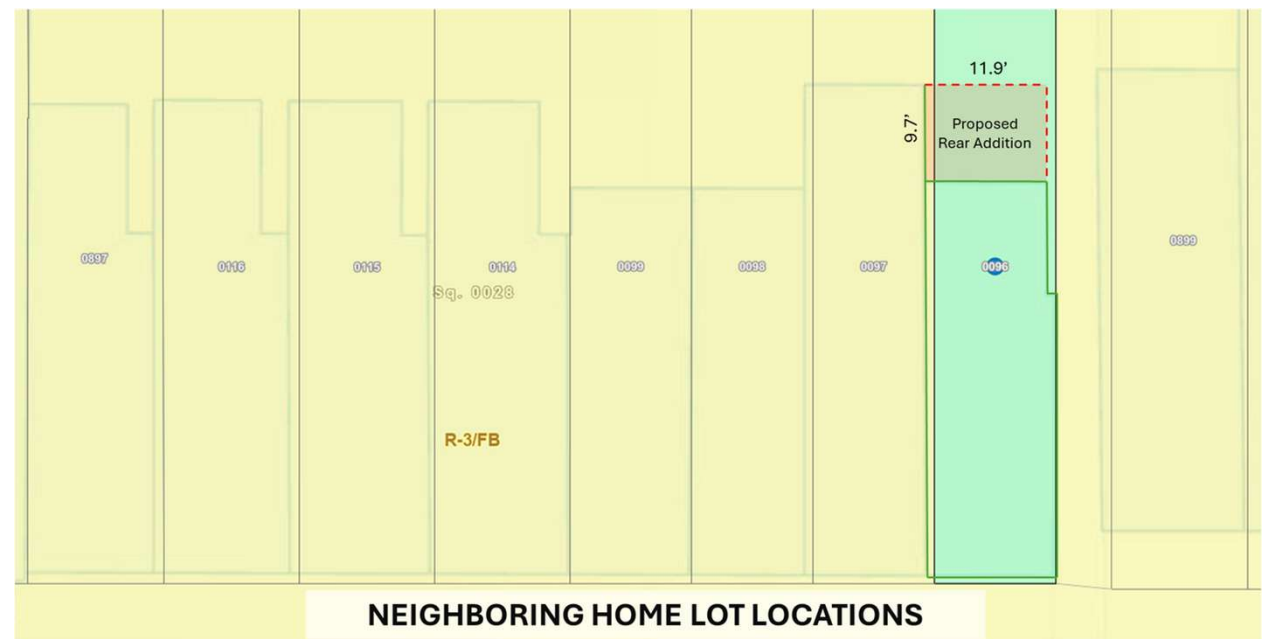 11.9’
9.7’
Proposed
Rear Addition
0897
0116
0115
0114
0099
0098
0097
0096
0899
Sq. 0028
R-3/FB
NEIGHBORING HOME LOT LOCATIONS